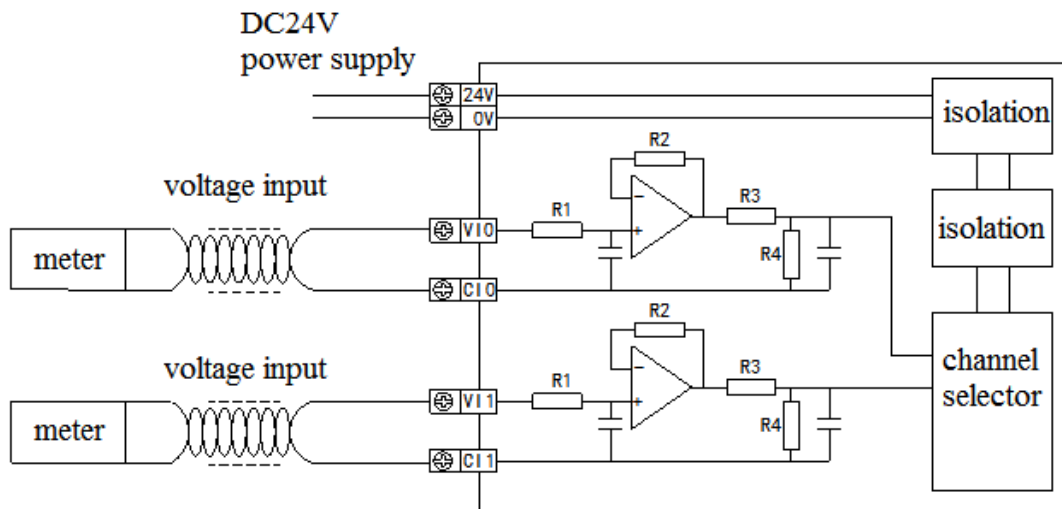 DC24V
power supply
24V
0V
isolation
voltage input
R2
R1
R3
VI0
R4
meter
CI0
isolation
voltage input
R2
R1
R3
VI1
R4
meter
CI1
channel
selector